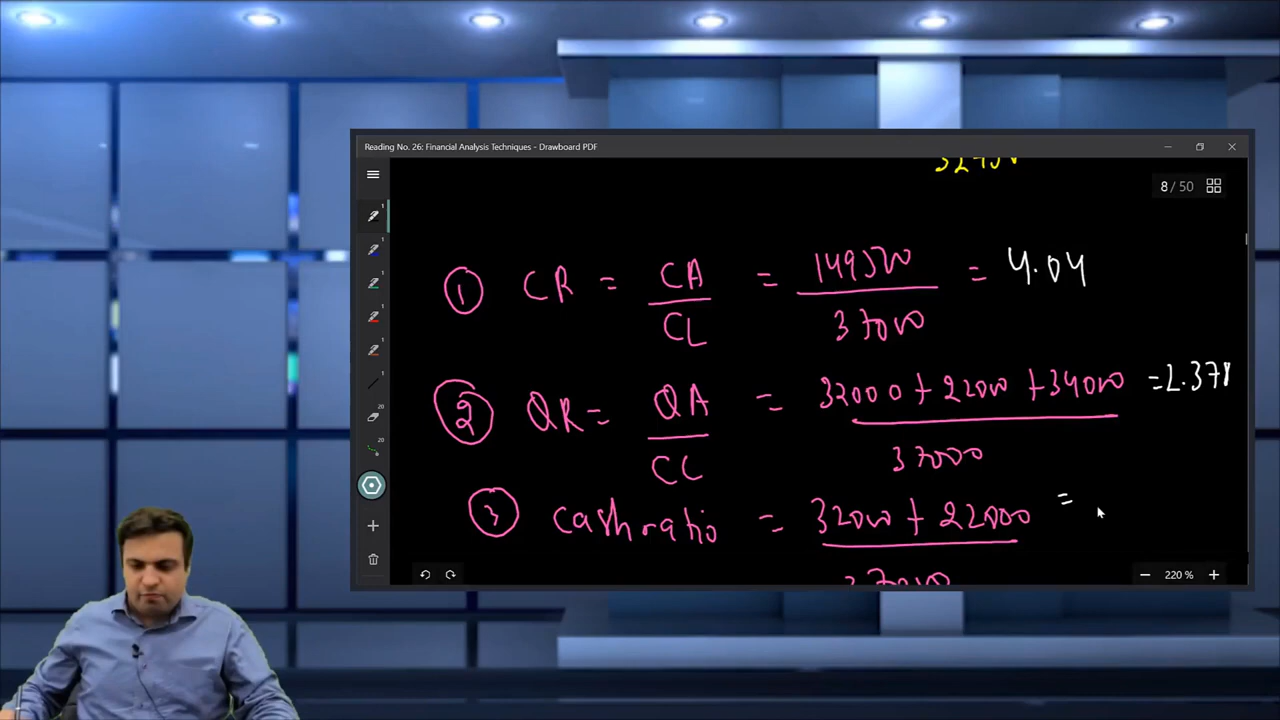 Reading No. 26: Financial Analysis Techniques - Drawboard PDF
8 / 50
① CR = CA / CL = 149500 / 37000 = 4.04
② QR = QA / CC = 32000 + 22000 + 34000 / 37000 = 2.378
③ Cash ratio = 32000 + 22000 / 37000 =
220 %